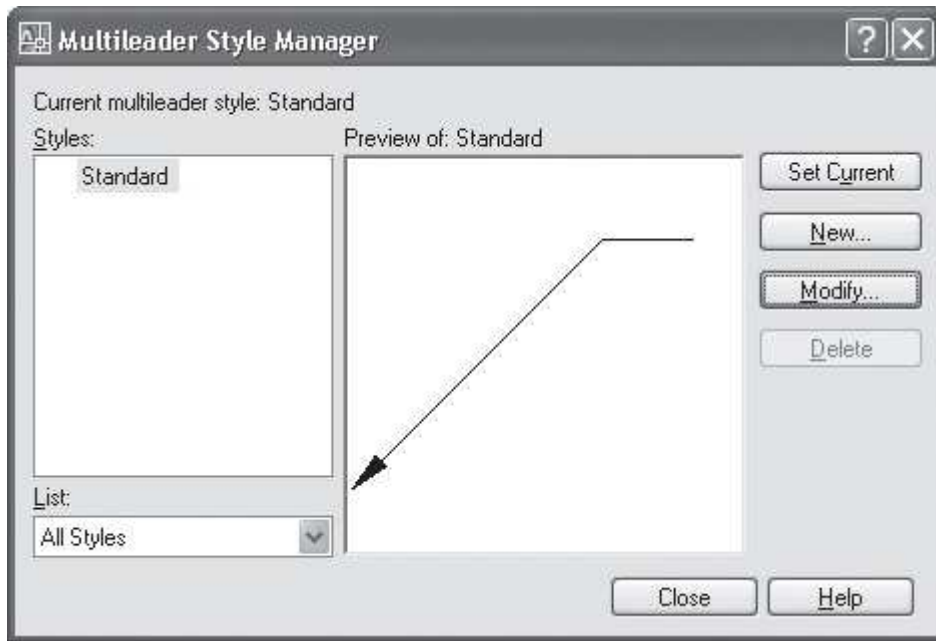 Multileader Style Manager
Current multileader style: Standard
Styles:
Preview of: Standard
Standard
Set Current
New...
Modify...
Delete
List:
All Styles
Close
Help